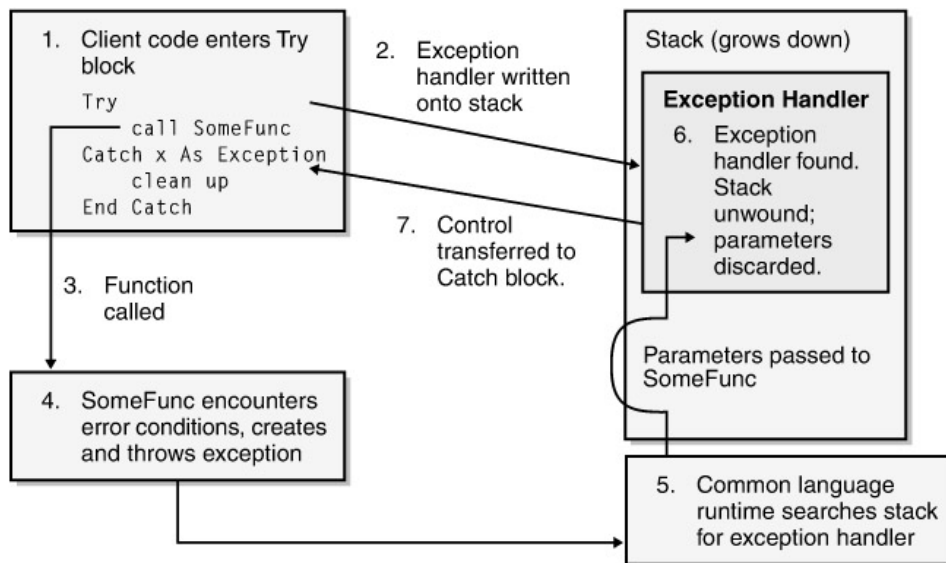 1. Client code enters Try
block
Try
call SomeFunc
Catch x As Exception
clean up
End Catch
2. Exception
handler written
onto stack
3. Function
called
4. SomeFunc encounters
error conditions, creates
and throws exception
Stack (grows down)
Exception Handler
6. Exception
handler found.
Stack
unwound;
parameters
discarded.
7. Control
transferred to
Catch block.
Parameters passed to
SomeFunc
5. Common language
runtime searches stack
for exception handler